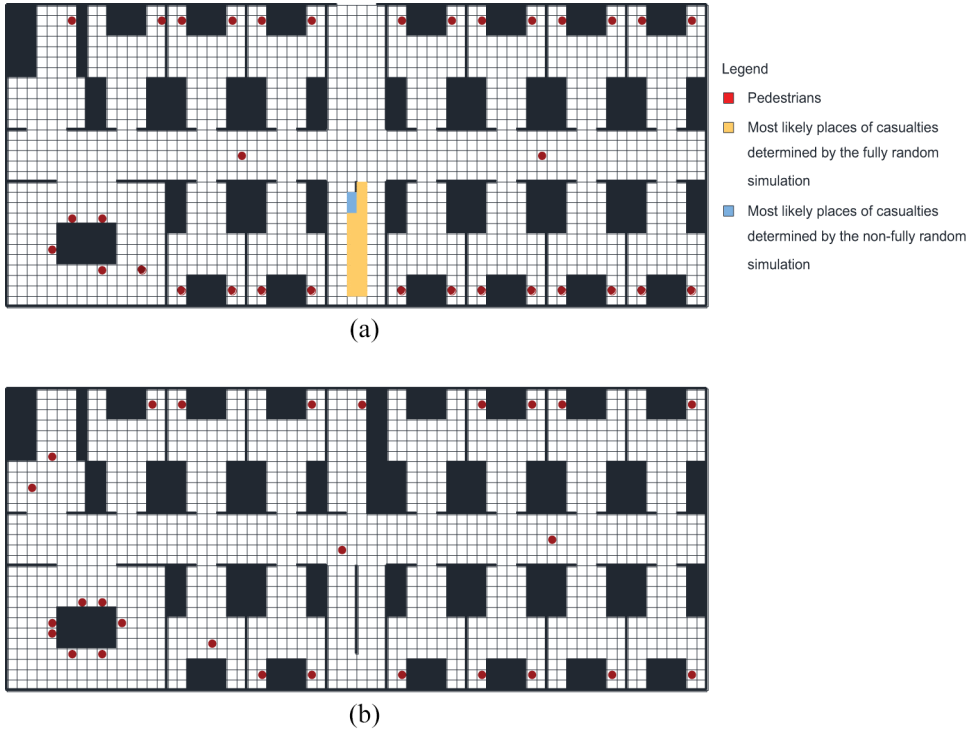 Legend
Pedestrians
Most likely places of casualties
determined by the fully random
simulation
Most likely places of casualties
determined by the non-fully random
simulation
(a)
(b)